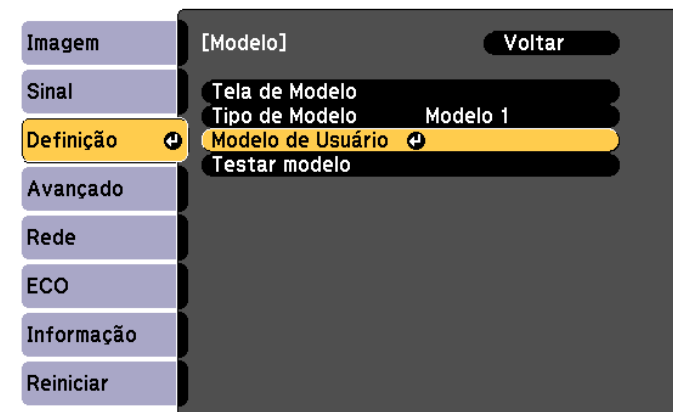 Imagem
Sinal
Definição
Avançado
Rede
ECO
Informação
Reiniciar
[Modelo] Voltar
Tela de Modelo
Tipo de Modelo Modelo 1
Modelo de Usuário
Testar modelo